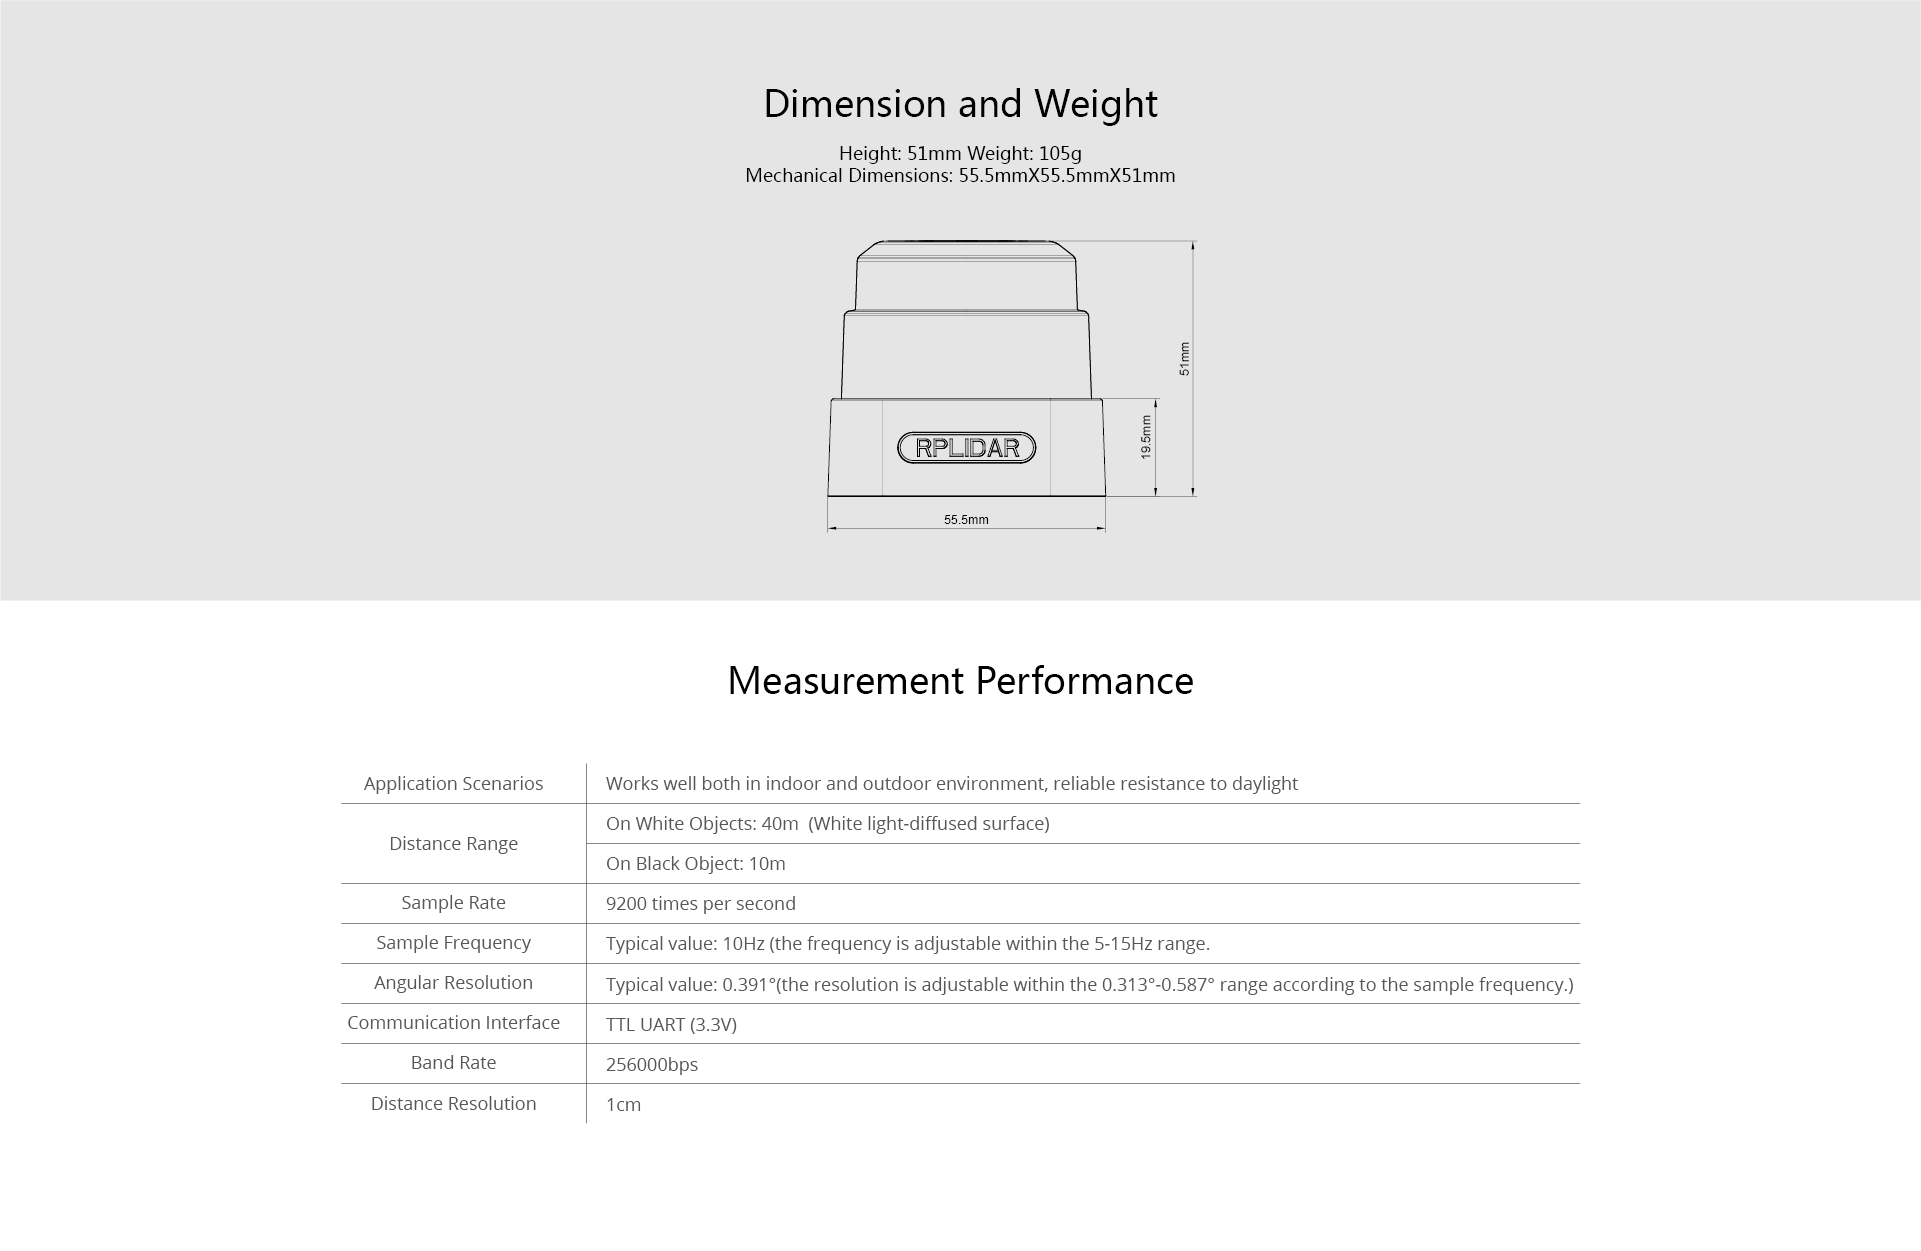 Dimension and Weight
Height: 51mm Weight: 105g
Mechanical Dimensions: 55.5mmX55.5mmX51mm
51mm
19.5mm
RPLIDAR
55.5mm
Measurement Performance
Application Scenarios
Works well both in indoor and outdoor environment, reliable resistance to daylight
Distance Range
On White Objects: 40m  (White light-diffused surface)
On Black Object: 10m
Sample Rate
9200 times per second
Sample Frequency
Typical value: 10Hz (the frequency is adjustable within the 5-15Hz range.
Angular Resolution
Typical value: 0.391°(the resolution is adjustable within the 0.313°-0.587° range according to the sample frequency.)
Communication Interface
TTL UART (3.3V)
Band Rate
256000bps
Distance Resolution
1cm